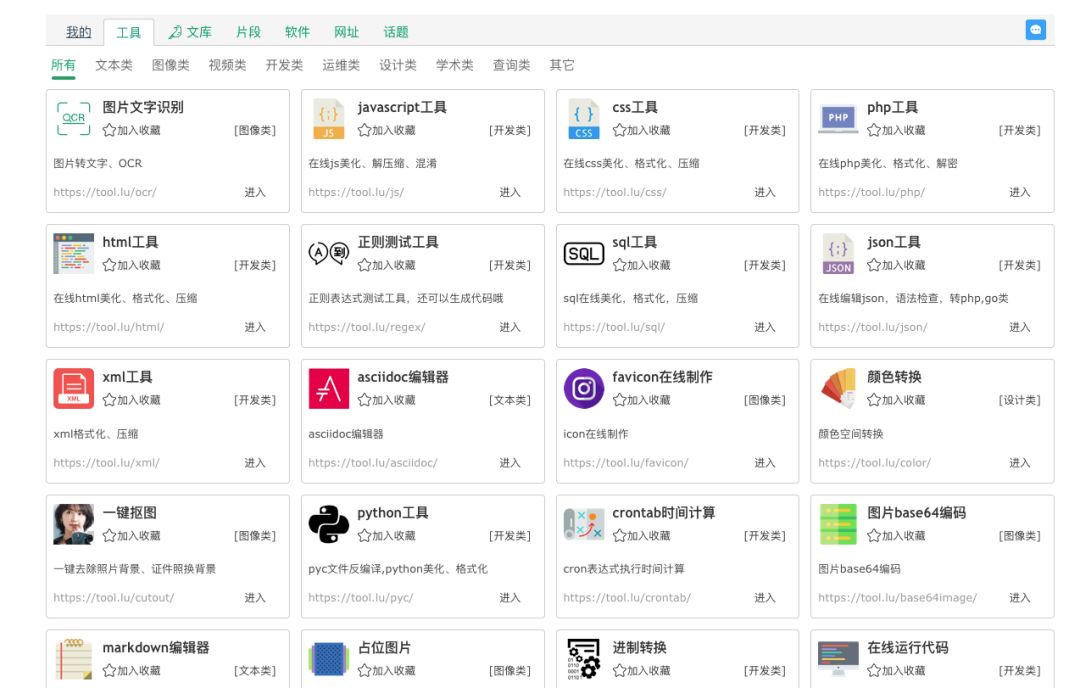 我的 工具 文库 片段 软件 网址 话题
所有 文本类 图像类 视频类 开发类 运维类 设计类 学术类 查询类 其它
OCR
图片文字识别
加入收藏 [图像类]
图片转文字、OCR
https://tool.lu/ocr/ 进入
JS
javascript工具
加入收藏 [开发类]
在线js美化、解压缩、混淆
https://tool.lu/js/ 进入
CSS
css工具
加入收藏 [开发类]
在线css美化、格式化、压缩
https://tool.lu/css/ 进入
PHP
php工具
加入收藏 [开发类]
在线php美化、格式化、解密
https://tool.lu/php/ 进入
html工具
加入收藏 [开发类]
在线html美化、格式化、压缩
https://tool.lu/html/ 进入
A 到
正则测试工具
加入收藏 [开发类]
正则表达式测试工具，还可以生成代码哦
https://tool.lu/regex/ 进入
SQL
sql工具
加入收藏 [开发类]
sql在线美化，格式化，压缩
https://tool.lu/sql/ 进入
JSON
json工具
加入收藏 [开发类]
在线编辑json，语法检查，转php,go类
https://tool.lu/json/ 进入
XML
xml工具
加入收藏 [开发类]
xml格式化、压缩
https://tool.lu/xml/ 进入
asciidoc编辑器
加入收藏 [文本类]
asciidoc编辑器
https://tool.lu/asciidoc/ 进入
favicon在线制作
加入收藏 [图像类]
icon在线制作
https://tool.lu/favicon/ 进入
颜色转换
加入收藏 [设计类]
颜色空间转换
https://tool.lu/color/ 进入
一键抠图
加入收藏 [图像类]
一键去除照片背景、证件照换背景
https://tool.lu/cutout/ 进入
python工具
加入收藏 [开发类]
pyc文件反编译,python美化、格式化
https://tool.lu/pyc/ 进入
crontab时间计算
加入收藏 [开发类]
cron表达式执行时间计算
https://tool.lu/crontab/ 进入
图片base64编码
加入收藏 [图像类]
图片base64编码
https://tool.lu/base64image/ 进入
markdown编辑器
加入收藏 [文本类]
占位图片
加入收藏 [图像类]
进制转换
加入收藏 [开发类]
在线运行代码
加入收藏 [开发类]